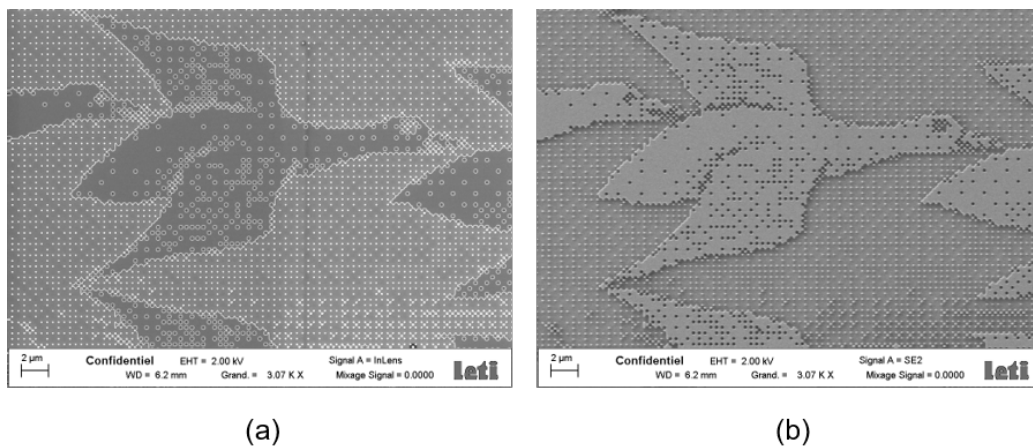 2 µm Confidentiel EHT = 2.00 kV Signal A = InLens
WD = 6.2 mm Grand. = 3.07 K X Mixage Signal = 0.0000 leti
2 µm Confidentiel EHT = 2.00 kV Signal A = SE2
WD = 6.2 mm Grand. = 3.07 K X Mixage Signal = 0.0000 leti
(a) (b)